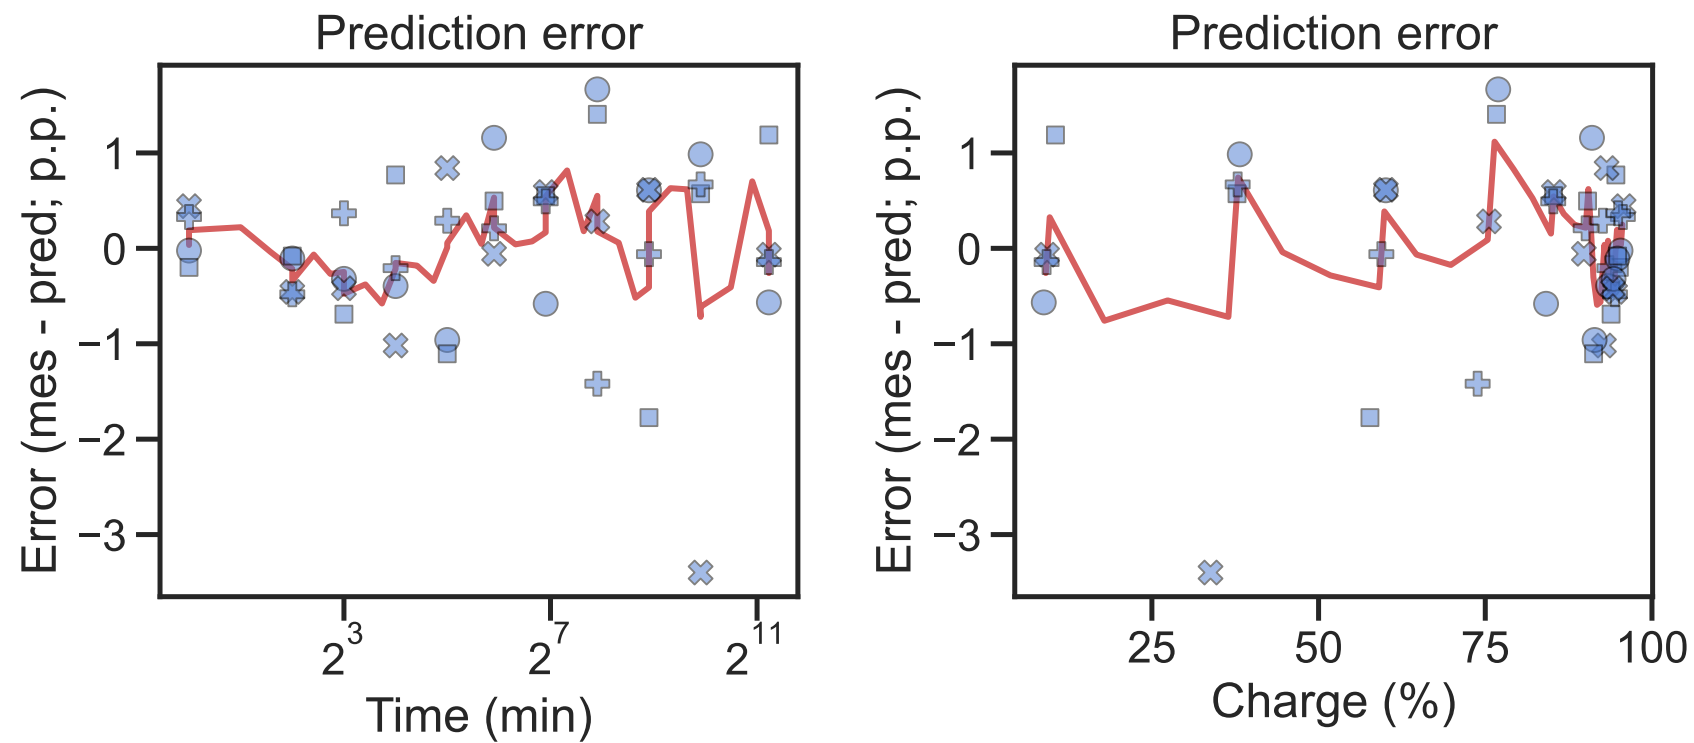 Prediction error
Error (mes - pred; p.p.)
1
0
−1
−2
−3
2^3
2^7
2^11
Time (min)
Prediction error
Error (mes - pred; p.p.)
1
0
−1
−2
−3
25
50
75
100
Charge (%)